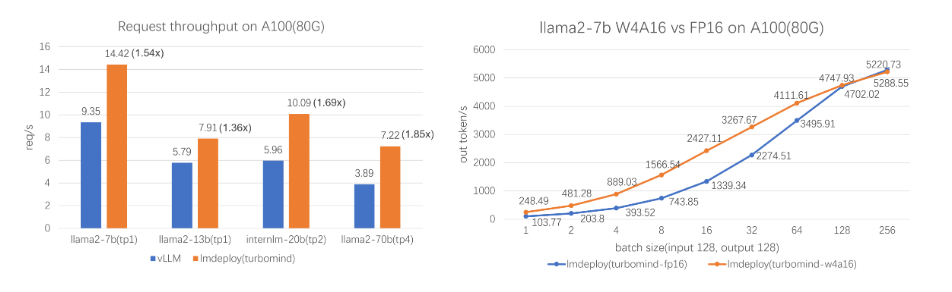 Request throughput on A100(80G)
16
14
12
10
8
6
4
2
0
req/s
9.35
14.42 (1.54x)
5.79
7.91 (1.36x)
5.96
10.09 (1.69x)
3.89
7.22 (1.85x)
llama2-7b(tp1)
llama2-13b(tp1)
internlm-20b(tp2)
llama2-70b(tp4)
vLLM
lmdeploy(turbomind)
llama2-7b W4A16 vs FP16 on A100(80G)
6000
5000
4000
3000
2000
1000
0
out token/s
248.49
481.28
889.03
1566.54
2427.11
3267.67
4111.61
4747.93
5220.73
103.77
203.8
393.52
743.85
1339.34
2274.51
3495.91
4702.02
5288.55
1
2
4
8
16
32
64
128
256
batch size(input 128, output 128)
lmdeploy(turbomind-fp16)
lmdeploy(turbomind-w4a16)